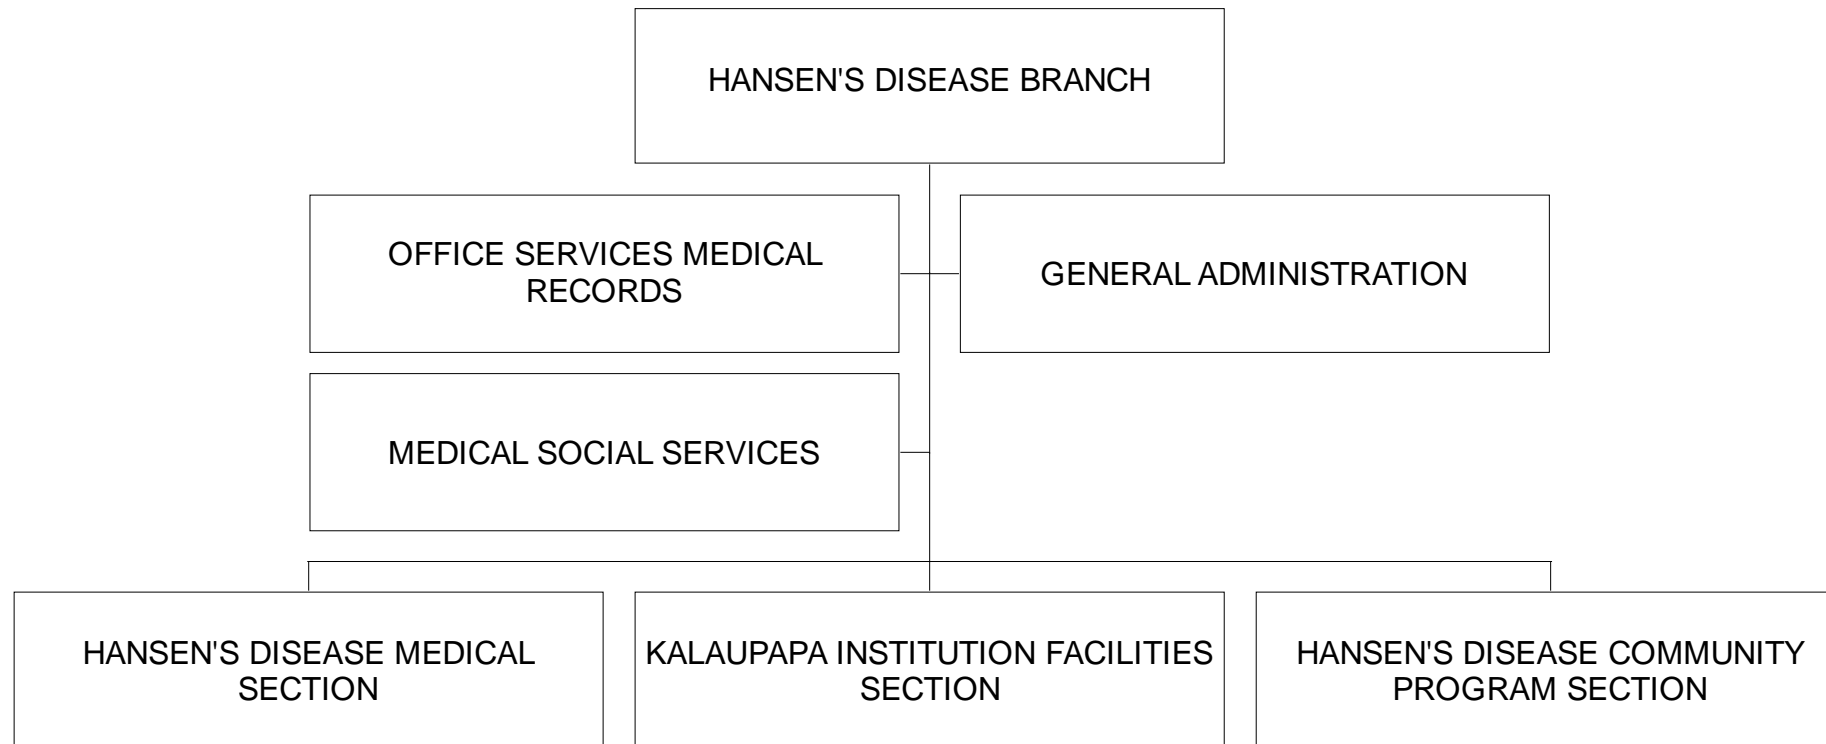 HANSEN'S DISEASE BRANCH
OFFICE SERVICES MEDICAL
RECORDS
GENERAL ADMINISTRATION
MEDICAL SOCIAL SERVICES
HANSEN'S DISEASE MEDICAL
SECTION
KALAUPAPA INSTITUTION FACILITIES
SECTION
HANSEN'S DISEASE COMMUNITY
PROGRAM SECTION